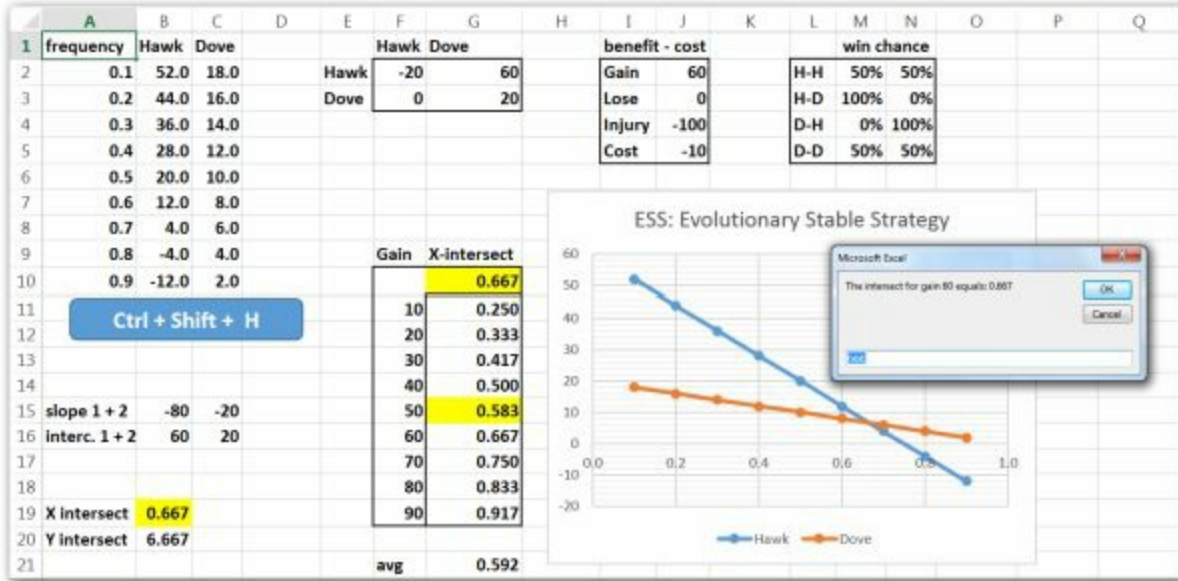 A B C D E F G H I J K L M N O P Q
1 frequency Hawk Dove Hawk Dove benefit - cost win chance
2 0.1 52.0 18.0 Hawk -20 60 Gain 60 H-H 50% 50%
3 0.2 44.0 16.0 Dove 0 20 Lose 0 H-D 100% 0%
4 0.3 36.0 14.0 Injury -100 D-H 0% 100%
5 0.4 28.0 12.0 Cost -10 D-D 50% 50%
6 0.5 20.0 10.0
7 0.6 12.0 8.0
8 0.7 4.0 6.0
9 0.8 -4.0 4.0 Gain X-intersect
10 0.9 -12.0 2.0 0.667
11 10 0.250
Ctrl + Shift + H
12 20 0.333
13 30 0.417
14 40 0.500
15 slope 1 + 2 -80 -20 50 0.583
16 interc. 1 + 2 60 20 60 0.667
17 70 0.750
18 80 0.833
19 X intersect 0.667 90 0.917
20 Y intersect 6.667
21 avg 0.592
ESS: Evolutionary Stable Strategy
60
50
40
30
20
10
0
0.0 0.2 0.4 0.6 0.8 1.0
-10
-20
Hawk Dove
Microsoft Excel
The intersect for gain 60 equals: 0.667
OK
Cancel